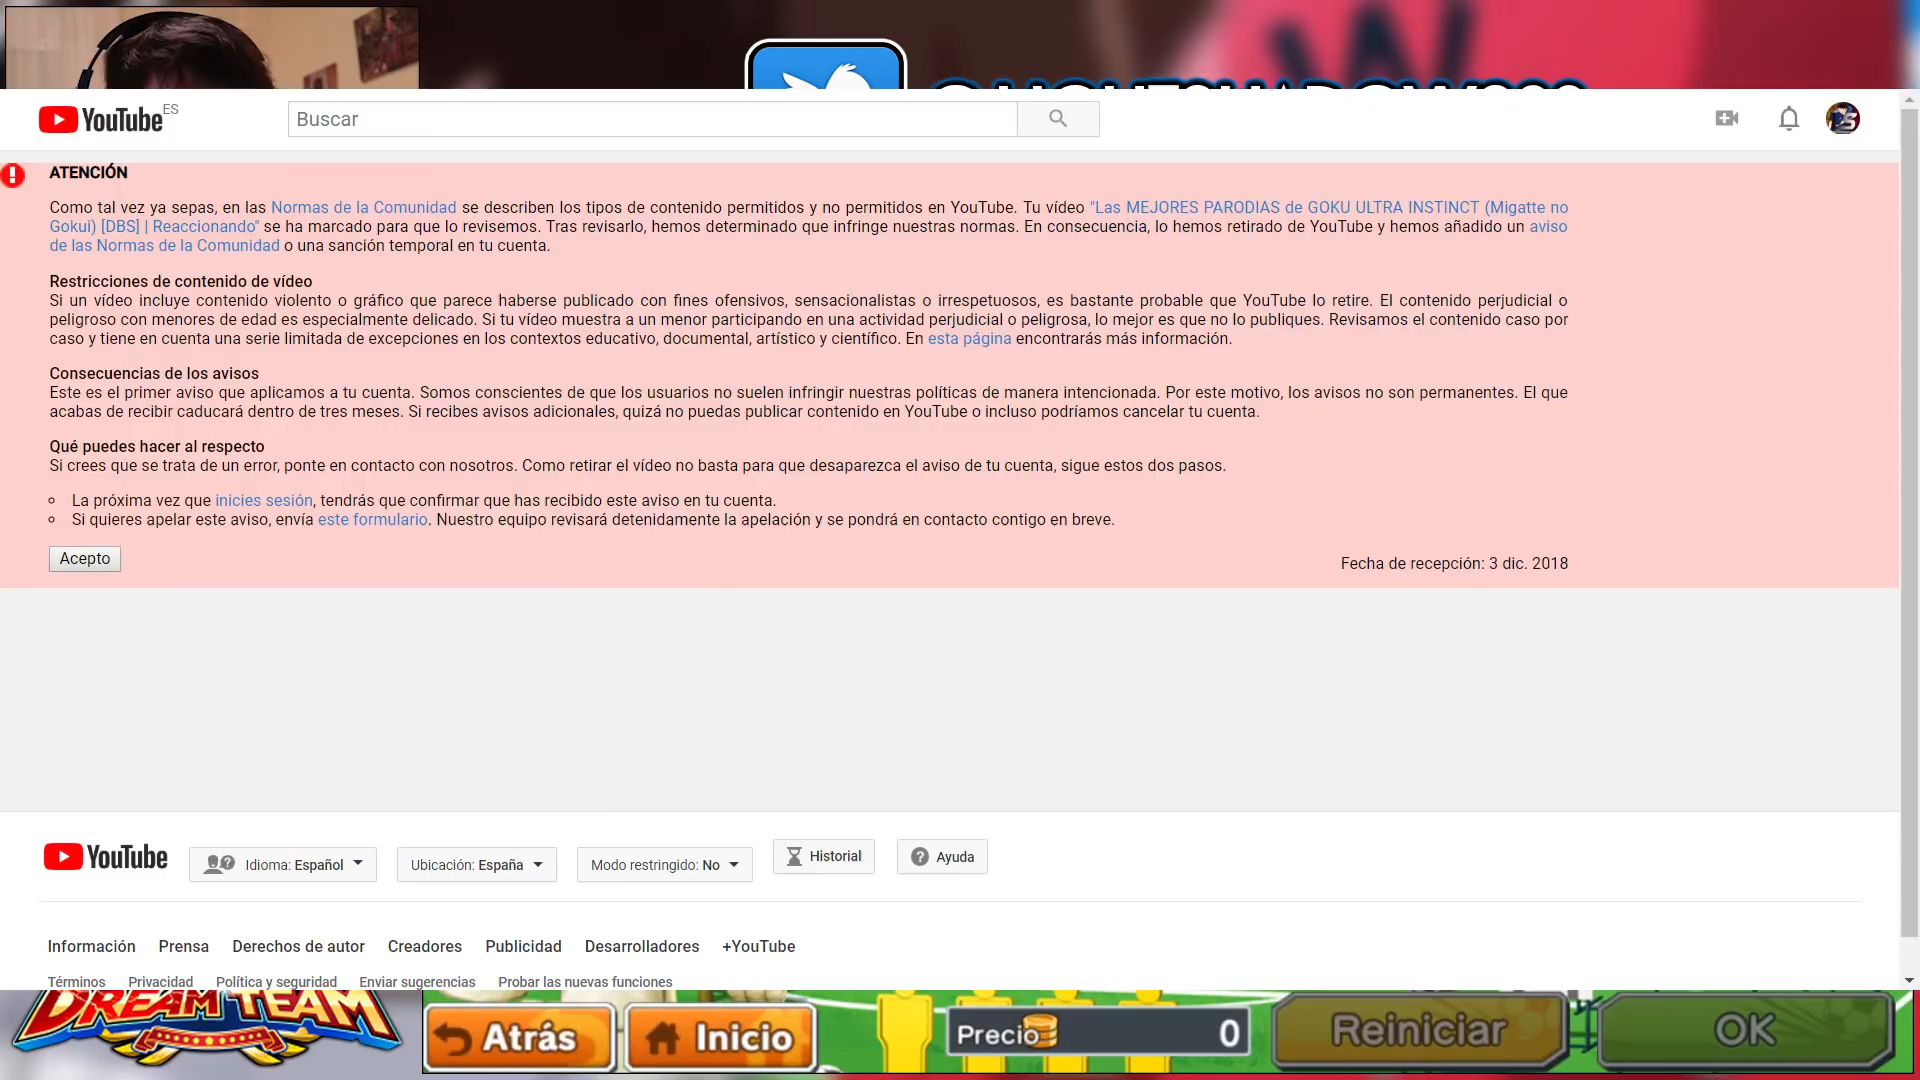 W
YouTube ES
Buscar
ATENCIÓN
Como tal vez ya sepas, en las Normas de la Comunidad se describen los tipos de contenido permitidos y no permitidos en YouTube. Tu vídeo "Las MEJORES PARODIAS de GOKU ULTRA INSTINCT (Migatte no
Gokui) [DBS] | Reaccionando" se ha marcado para que lo revisemos. Tras revisarlo, hemos determinado que infringe nuestras normas. En consecuencia, lo hemos retirado de YouTube y hemos añadido un aviso
de las Normas de la Comunidad o una sanción temporal en tu cuenta.
Restricciones de contenido de vídeo
Si un vídeo incluye contenido violento o gráfico que parece haberse publicado con fines ofensivos, sensacionalistas o irrespetuosos, es bastante probable que YouTube lo retire. El contenido perjudicial o
peligroso con menores de edad es especialmente delicado. Si tu vídeo muestra a un menor participando en una actividad perjudicial o peligrosa, lo mejor es que no lo publiques. Revisamos el contenido caso por
caso y tiene en cuenta una serie limitada de excepciones en los contextos educativo, documental, artístico y científico. En esta página encontrarás más información.
Consecuencias de los avisos
Este es el primer aviso que aplicamos a tu cuenta. Somos conscientes de que los usuarios no suelen infringir nuestras políticas de manera intencionada. Por este motivo, los avisos no son permanentes. El que
acabas de recibir caducará dentro de tres meses. Si recibes avisos adicionales, quizá no puedas publicar contenido en YouTube o incluso podríamos cancelar tu cuenta.
Qué puedes hacer al respecto
Si crees que se trata de un error, ponte en contacto con nosotros. Como retirar el vídeo no basta para que desaparezca el aviso de tu cuenta, sigue estos dos pasos.
La próxima vez que inicies sesión, tendrás que confirmar que has recibido este aviso en tu cuenta.
Si quieres apelar este aviso, envía este formulario. Nuestro equipo revisará detenidamente la apelación y se pondrá en contacto contigo en breve.
Acepto
Fecha de recepción: 3 dic. 2018
YouTube Idioma: Español Ubicación: España Modo restringido: No Historial Ayuda
Información Prensa Derechos de autor Creadores Publicidad Desarrolladores +YouTube
Términos Privacidad Política y seguridad Enviar sugerencias Probar las nuevas funciones
DREAM TEAM
Atrás Inicio Precio 0 Reiniciar OK